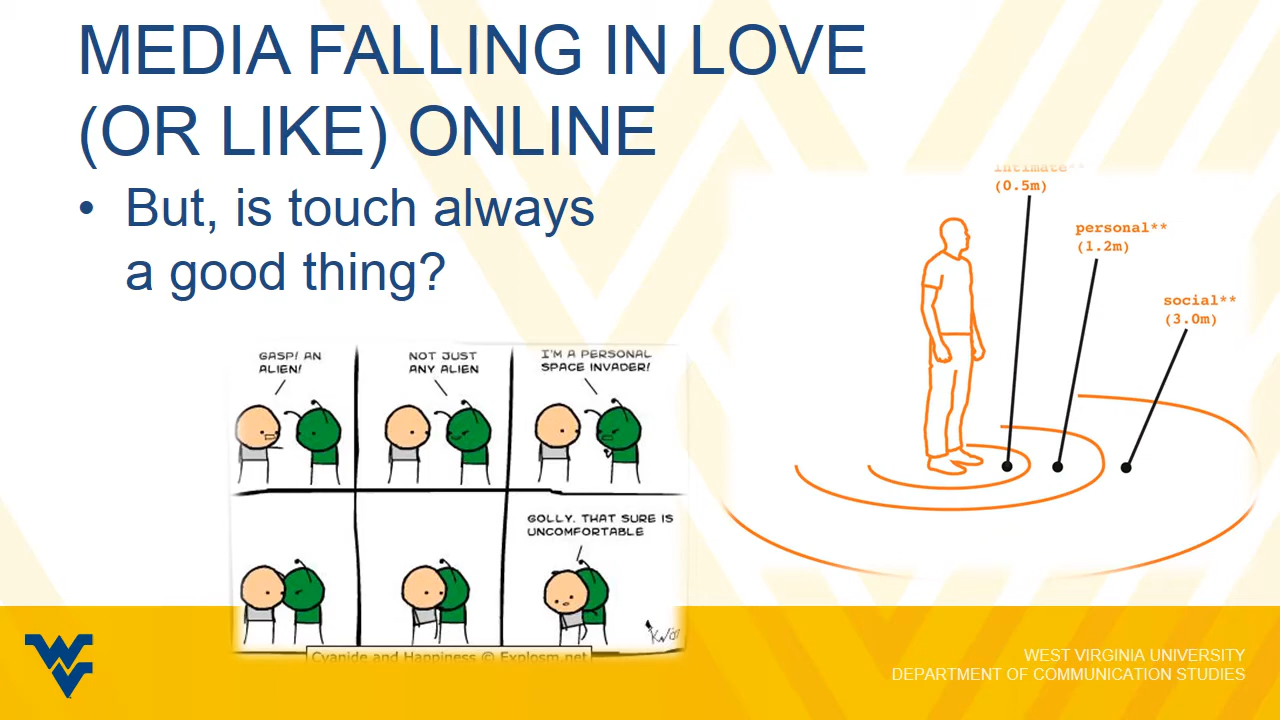 MEDIA FALLING IN LOVE
(OR LIKE) ONLINE
• But, is touch always
a good thing?
intimate**
(0.5m)
personal**
(1.2m)
social**
(3.0m)
GASP! AN
ALIEN!
NOT JUST
ANY ALIEN
I'M A PERSONAL
SPACE INVADER!
GOLLY. THAT SURE IS
UNCOMFORTABLE
Cyanide and Happiness © Explosm.net
WEST VIRGINIA UNIVERSITY
DEPARTMENT OF COMMUNICATION STUDIES